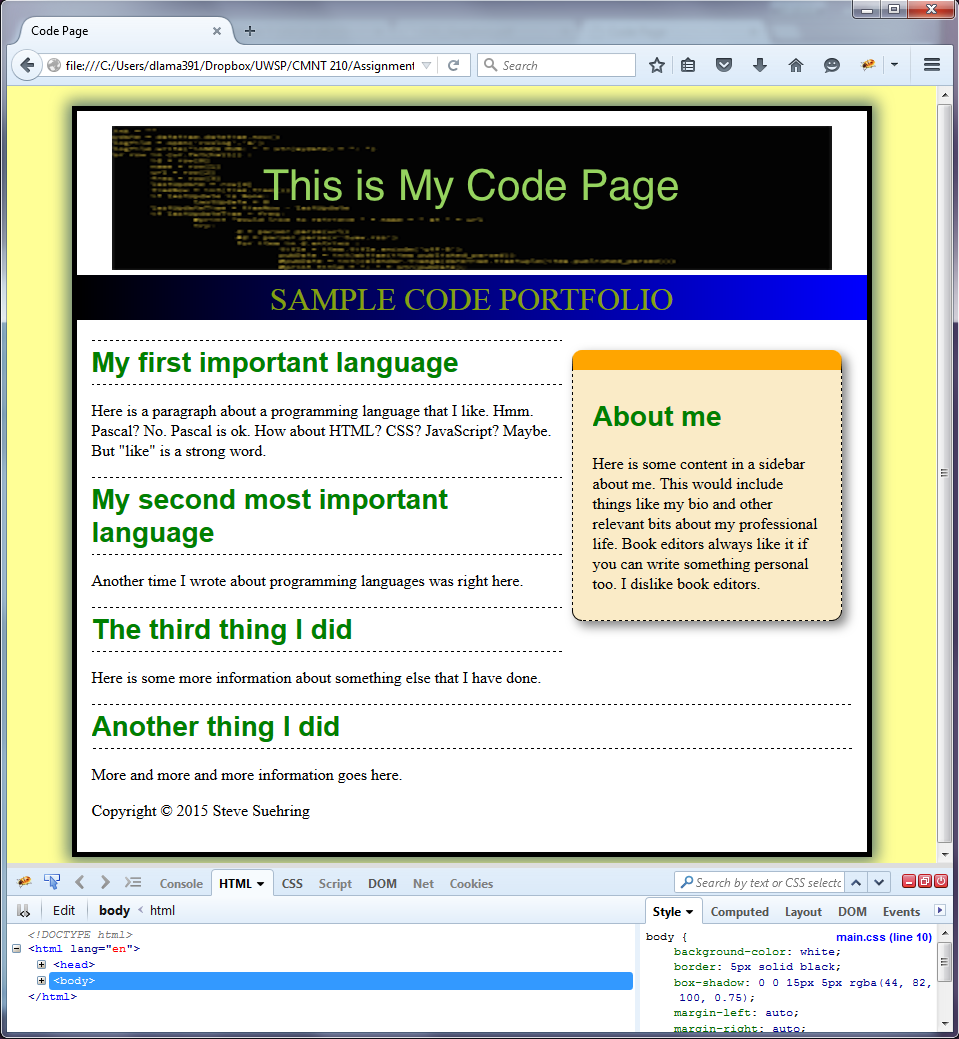 Code Page
file:///C:/Users/dlama391/Dropbox/UWSP/CMNT 210/Assignment
Search
This is My Code Page
SAMPLE CODE PORTFOLIO
My first important language
Here is a paragraph about a programming language that I like. Hmm.
Pascal? No. Pascal is ok. How about HTML? CSS? JavaScript? Maybe.
But "like" is a strong word.
My second most important
language
Another time I wrote about programming languages was right here.
The third thing I did
Here is some more information about something else that I have done.
About me
Here is some content in a sidebar
about me. This would include
things like my bio and other
relevant bits about my professional
life. Book editors always like it if
you can write something personal
too. I dislike book editors.
Another thing I did
More and more and more information goes here.
Copyright © 2015 Steve Suehring
Console HTML CSS Script DOM Net Cookies
Search by text or CSS selecto
Edit body < html
Style Computed Layout DOM Events
<!DOCTYPE html>
<html lang="en">
<head>
<body>
</html>
body { main.css (line 10)
background-color: white;
border: 5px solid black;
box-shadow: 0 0 15px 5px rgba(44, 82,
100, 0.75);
margin-left: auto;
margin-right: auto;